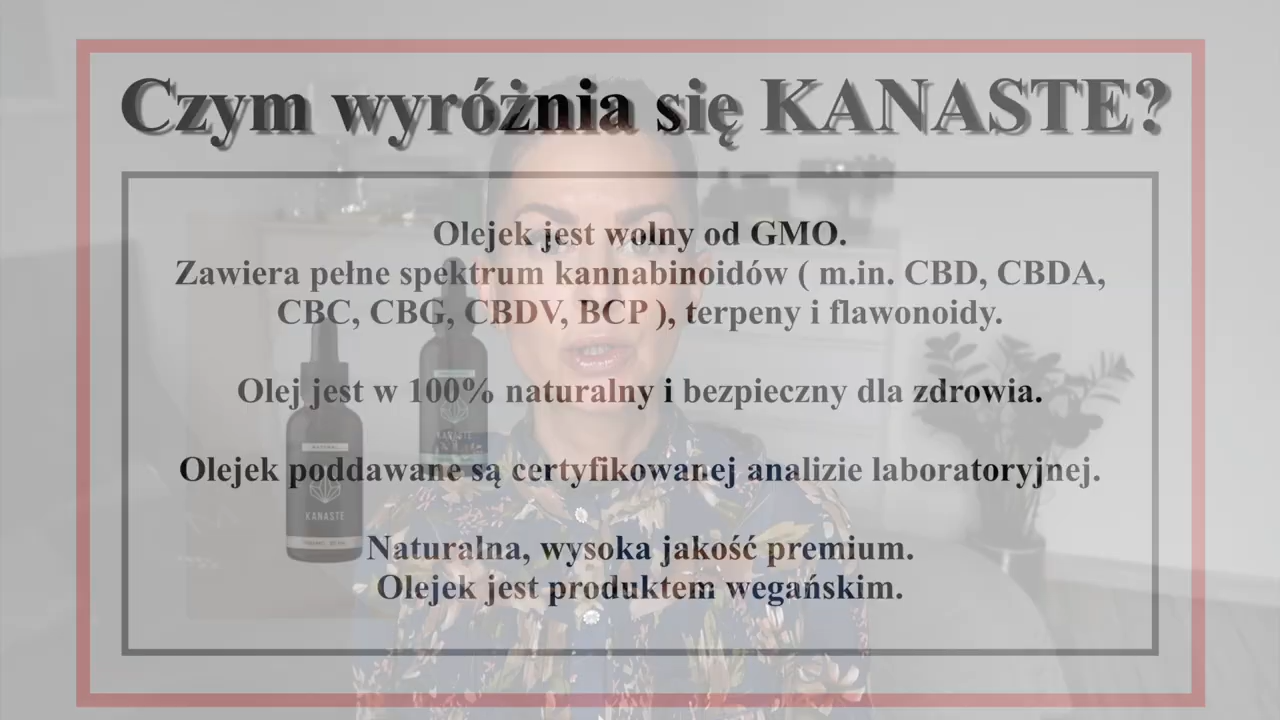 Czym wyróżnia się KANASTE?
Olejek jest wolny od GMO.
Zawiera pełne spektrum kannabinoidów ( m.in. CBD, CBDA,
CBC, CBG, CBDV, BCP ), terpeny i flawonoidy.
Olej jest w 100% naturalny i bezpieczny dla zdrowia.
KANASTE
Olejek poddawane są certyfikowanej analizie laboratoryjnej.
KANASTE
Naturalna, wysoka jakość premium.
Olejek jest produktem wegańskim.